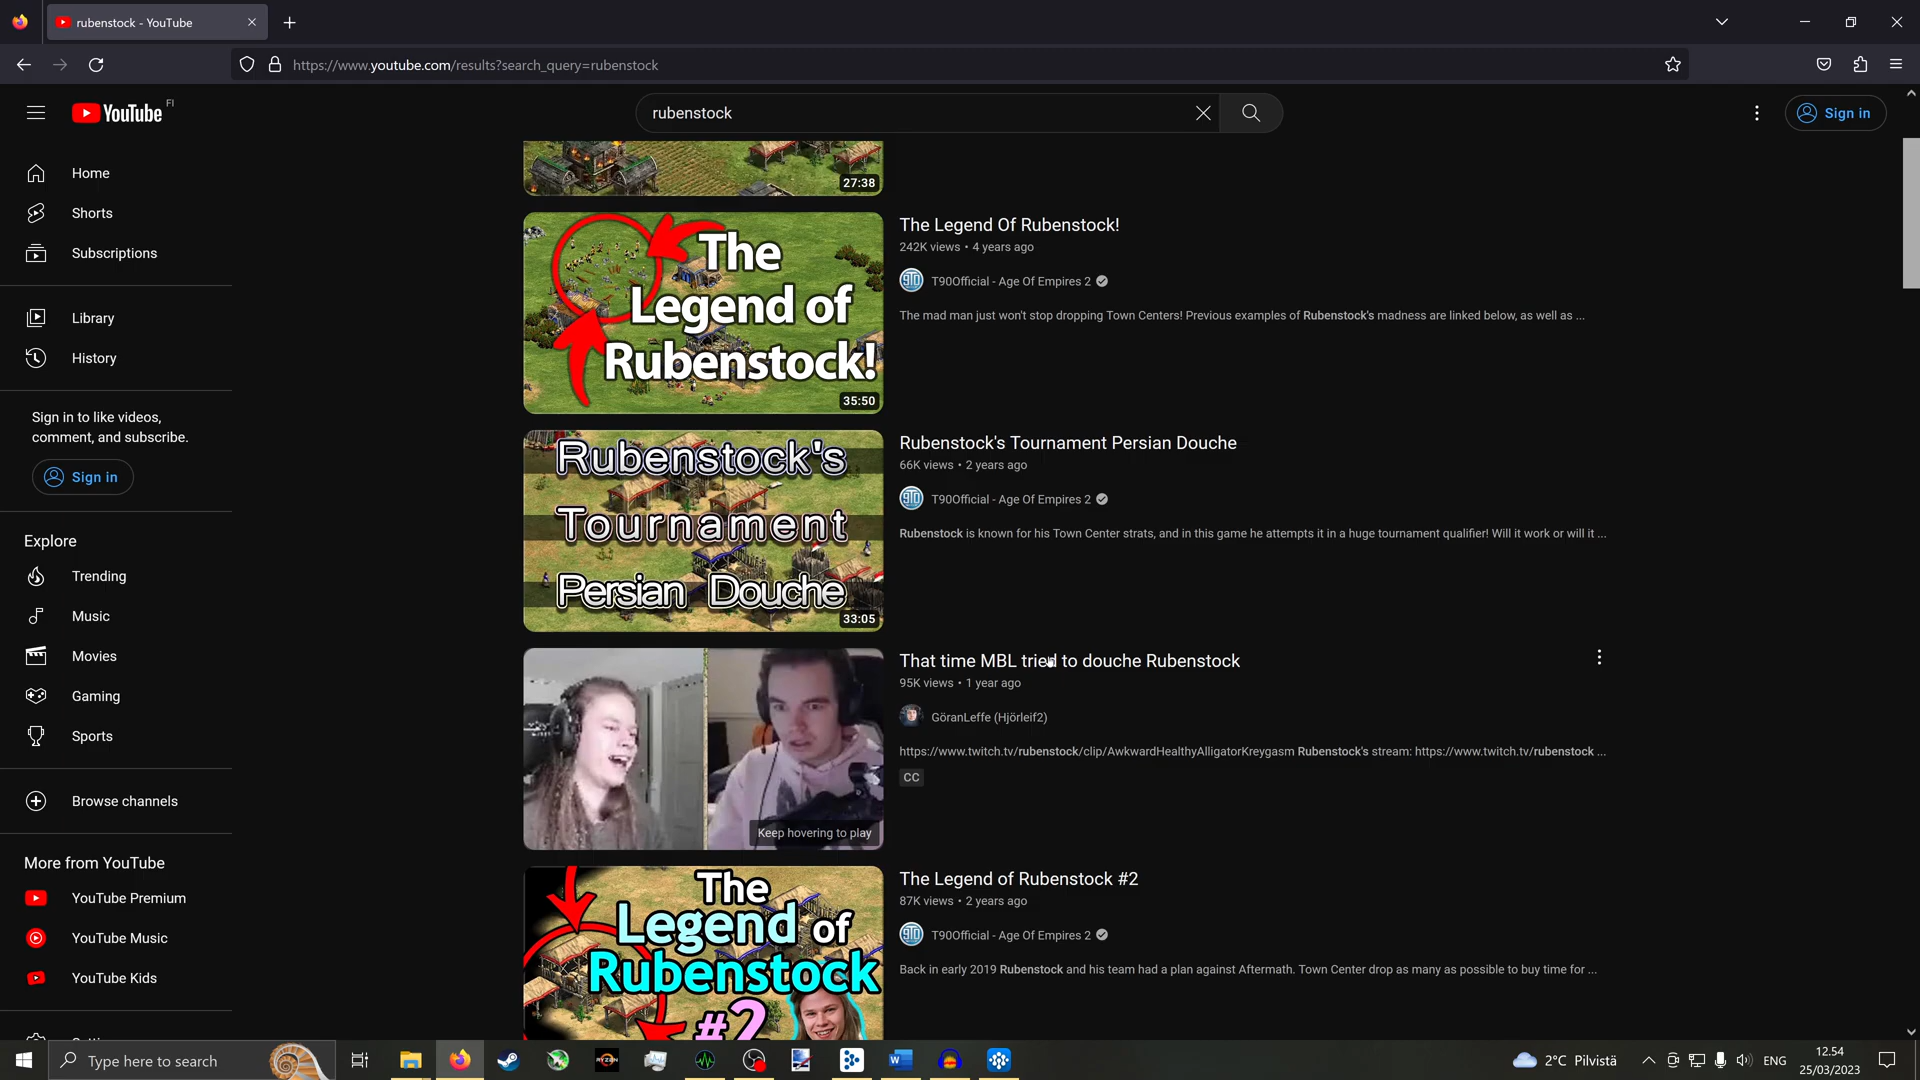 rubenstock - YouTube
https://www.youtube.com/results?search_query=rubenstock
YouTube FI
rubenstock
Sign in
Home
Shorts
Subscriptions
Library
History
Sign in to like videos,
comment, and subscribe.
Sign in
Explore
Trending
Music
Movies
Gaming
Sports
Browse channels
More from YouTube
YouTube Premium
YouTube Music
YouTube Kids
27:38
The
Legend of
Rubenstock!
35:50
The Legend Of Rubenstock!
242K views • 4 years ago
T90Official - Age Of Empires 2
The mad man just won't stop dropping Town Centers! Previous examples of Rubenstock's madness are linked below, as well as ...
Rubenstock's
Tournament
Persian Douche
33:05
Rubenstock's Tournament Persian Douche
66K views • 2 years ago
T90Official - Age Of Empires 2
Rubenstock is known for his Town Center strats, and in this game he attempts it in a huge tournament qualifier! Will it work or will it ...
Keep hovering to play
That time MBL tried to douche Rubenstock
95K views • 1 year ago
GöranLeffe (Hjörleif2)
https://www.twitch.tv/rubenstock/clip/AwkwardHealthyAlligatorKreygasm Rubenstock's stream: https://www.twitch.tv/rubenstock ...
CC
The
Legend of
Rubenstock
#2
The Legend of Rubenstock #2
87K views • 2 years ago
T90Official - Age Of Empires 2
Back in early 2019 Rubenstock and his team had a plan against Aftermath. Town Center drop as many as possible to buy time for ...
Type here to search
RYZEN
2°C Pilvistä
ENG
12.54
25/03/2023